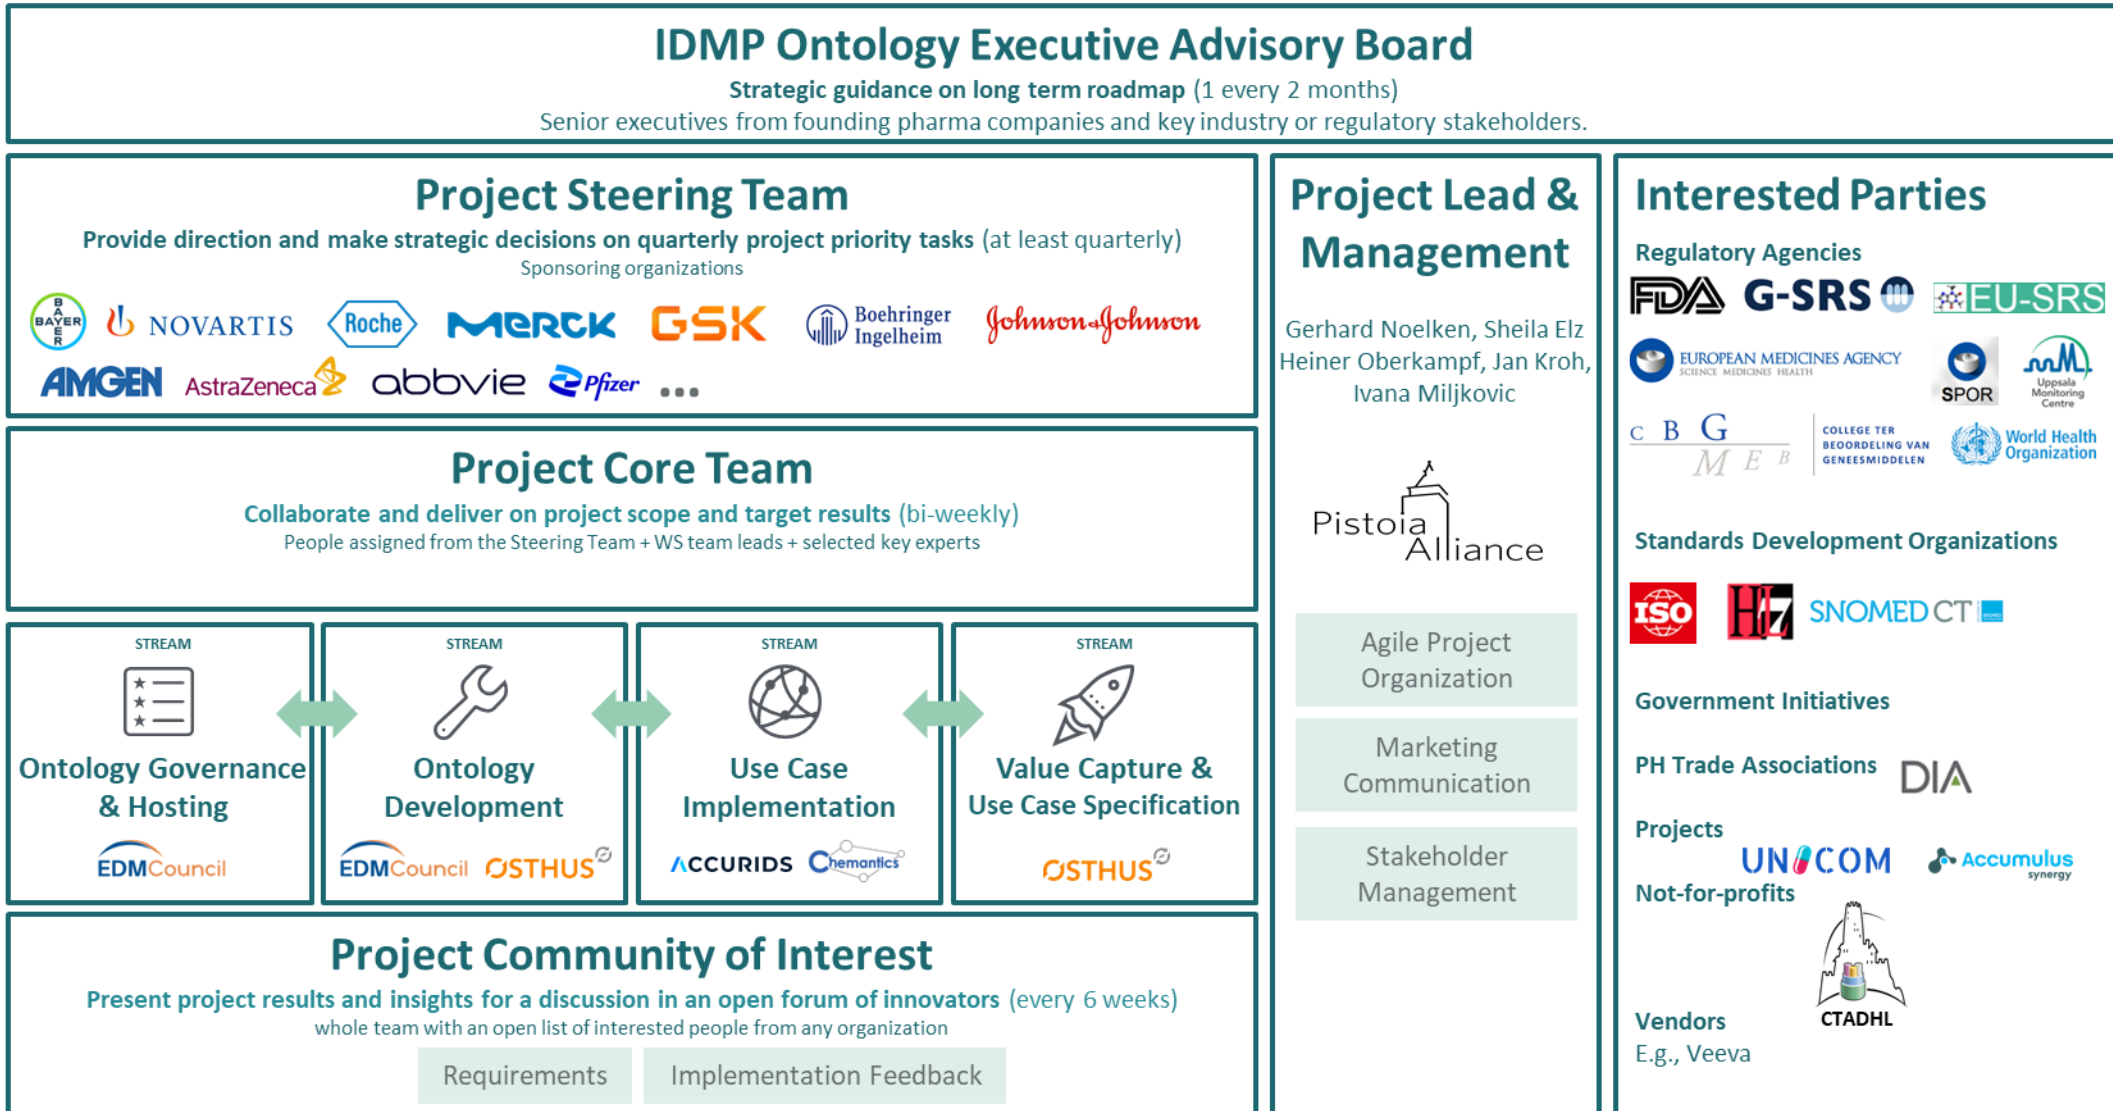 IDMP Ontology Executive Advisory Board
Strategic guidance on long term roadmap (1 every 2 months)
Senior executives from founding pharma companies and key industry or regulatory stakeholders.
Project Steering Team
Provide direction and make strategic decisions on quarterly project priority tasks (at least quarterly)
Sponsoring organizations
BAYER
BAYER
NOVARTIS
Roche
MERCK
GSK
Boehringer
Ingelheim
Johnson & Johnson
AMGEN
AstraZeneca
abbvie
Pfizer
...
Project Core Team
Collaborate and deliver on project scope and target results (bi-weekly)
People assigned from the Steering Team + WS team leads + selected key experts
STREAM
Ontology Governance
& Hosting
EDMCouncil
STREAM
Ontology
Development
EDMCouncil
OSTHUS
STREAM
Use Case
Implementation
ACCURIDS
Chemantics
STREAM
Value Capture &
Use Case Specification
OSTHUS
Project Community of Interest
Present project results and insights for a discussion in an open forum of innovators (every 6 weeks)
whole team with an open list of interested people from any organization
Requirements
Implementation Feedback
Project Lead &
Management
Gerhard Noelken, Sheila Elz
Heiner Oberkampf, Jan Kroh,
Ivana Miljkovic
Pistoia
Alliance
Agile Project
Organization
Marketing
Communication
Stakeholder
Management
Interested Parties
Regulatory Agencies
FDA
G-SRS
EU-SRS
EUROPEAN MEDICINES AGENCY
SCIENCE MEDICINES HEALTH
SPOR
Uppsala
Monitoring
Centre
C B G
M E B
COLLEGE TER
BEOORDELING VAN
GENEESMIDDELEN
World Health
Organization
Standards Development Organizations
ISO
HL7
SNOMED CT
Government Initiatives
PH Trade Associations
DIA
Projects
UNICOM
Accumulus
synergy
Not-for-profits
CTADHL
Vendors
E.g., Veeva